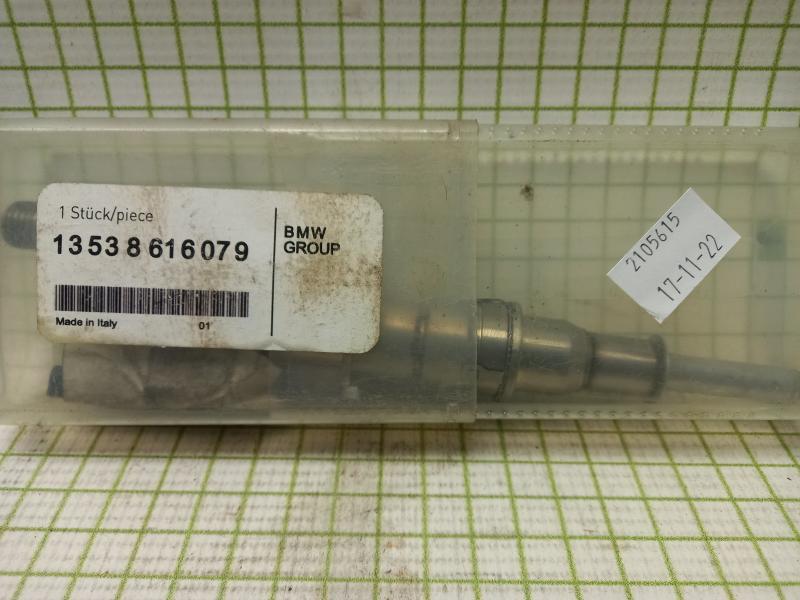 1 Stück/piece
13 53 8 616 079
Made in Italy 01
BMW
GROUP
2105615
17-11-22